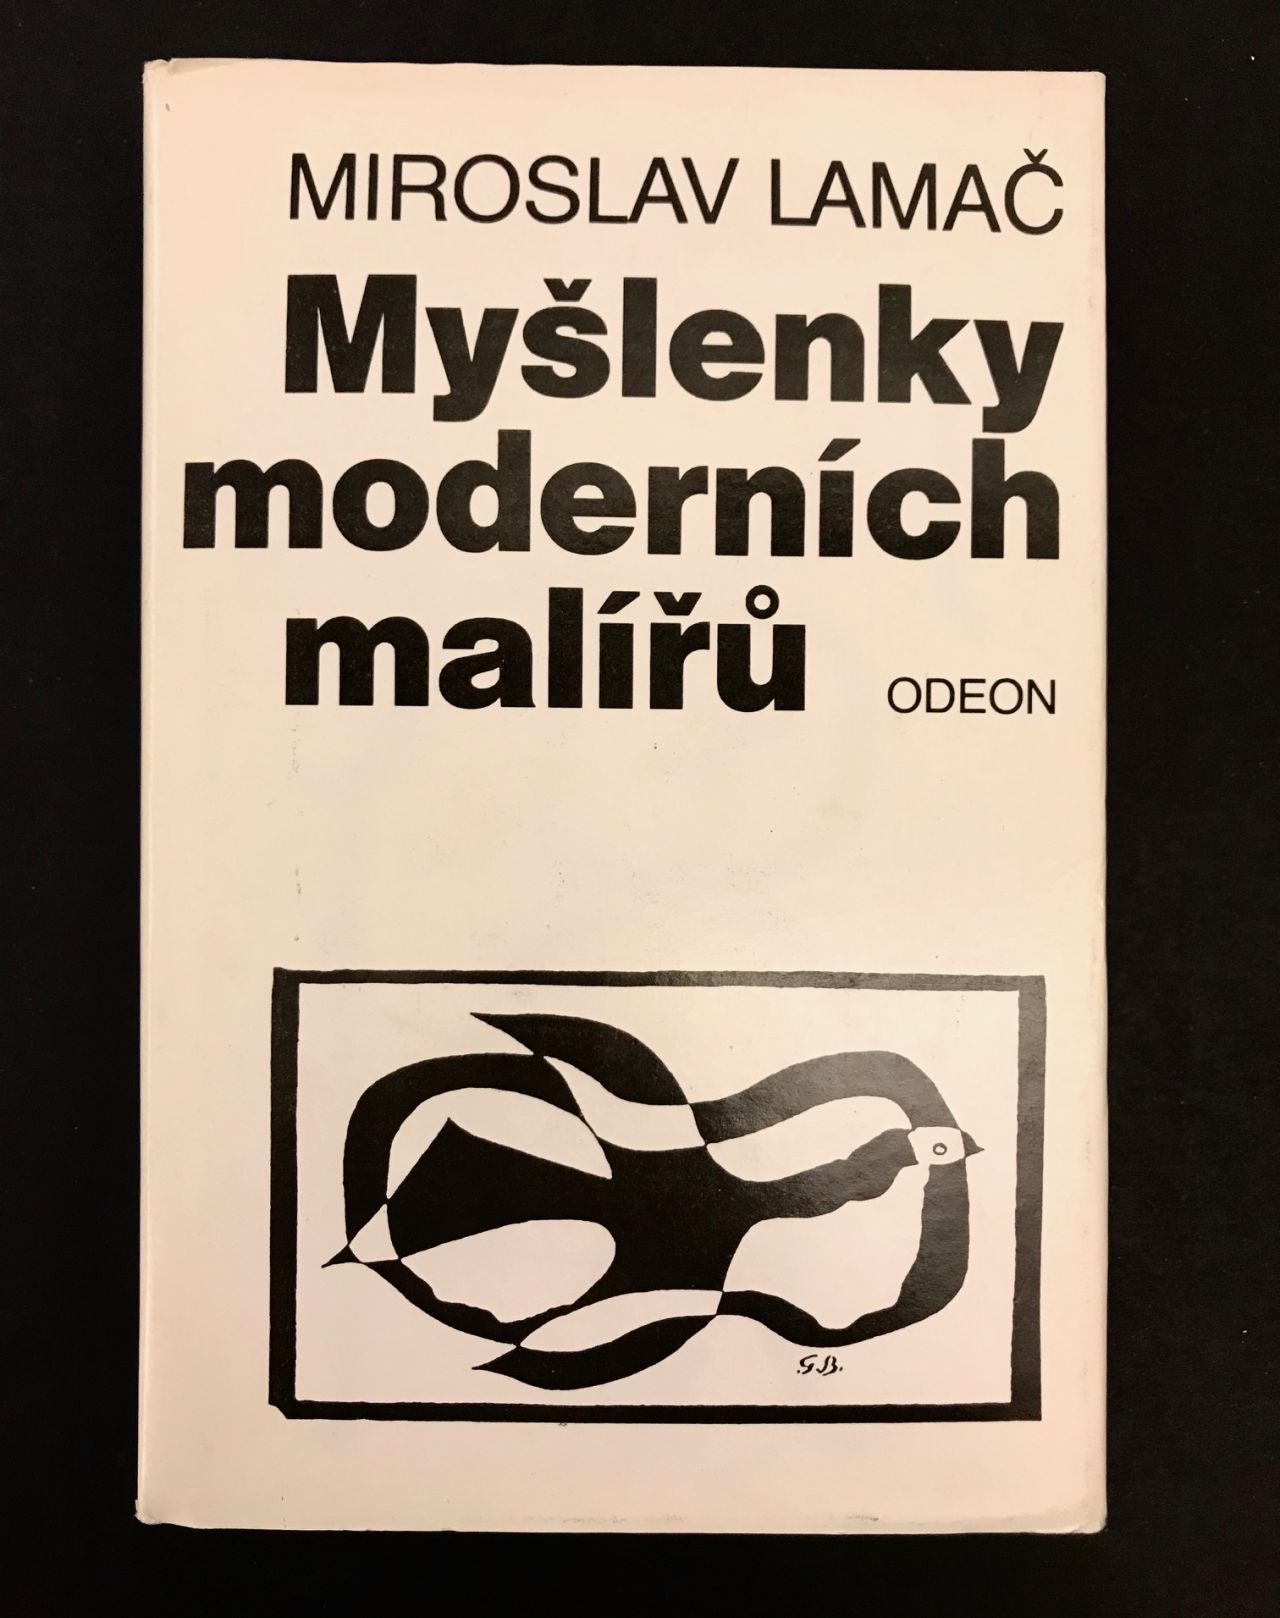 MIROSLAV LAMAČ
Myšlenky
moderních
malířů
ODEON
.G.B.